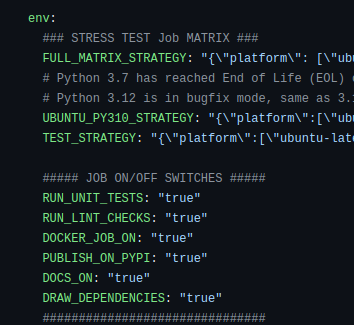 env:
### STRESS TEST Job MATRIX ###
FULL_MATRIX_STRATEGY: "{\"platform\": [\"ubu
# Python 3.7 has reached End of Life (EOL)
# Python 3.12 is in bugfix mode, same as 3.1
UBUNTU_PY310_STRATEGY: "{\"platform\":[\"ubu
TEST_STRATEGY: "{\"platform\":[\"ubuntu-late
##### JOB ON/OFF SWITCHES #####
RUN_UNIT_TESTS: "true"
RUN_LINT_CHECKS: "true"
DOCKER_JOB_ON: "true"
PUBLISH_ON_PYPI: "true"
DOCS_ON: "true"
DRAW_DEPENDENCIES: "true"
###############################